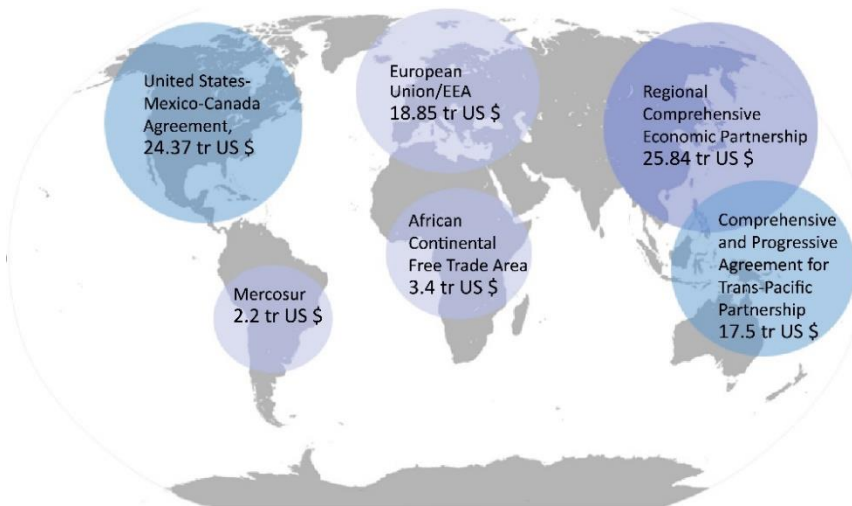 United States-
Mexico-Canada
Agreement,
24.37 tr US $
European
Union/EEA
18.85 tr US $
Regional
Comprehensive
Economic Partnership
25.84 tr US $
African
Continental
Free Trade Area
3.4 tr US $
Comprehensive
and Progressive
Agreement for
Trans-Pacific
Partnership
17.5 tr US $
Mercosur
2.2 tr US $